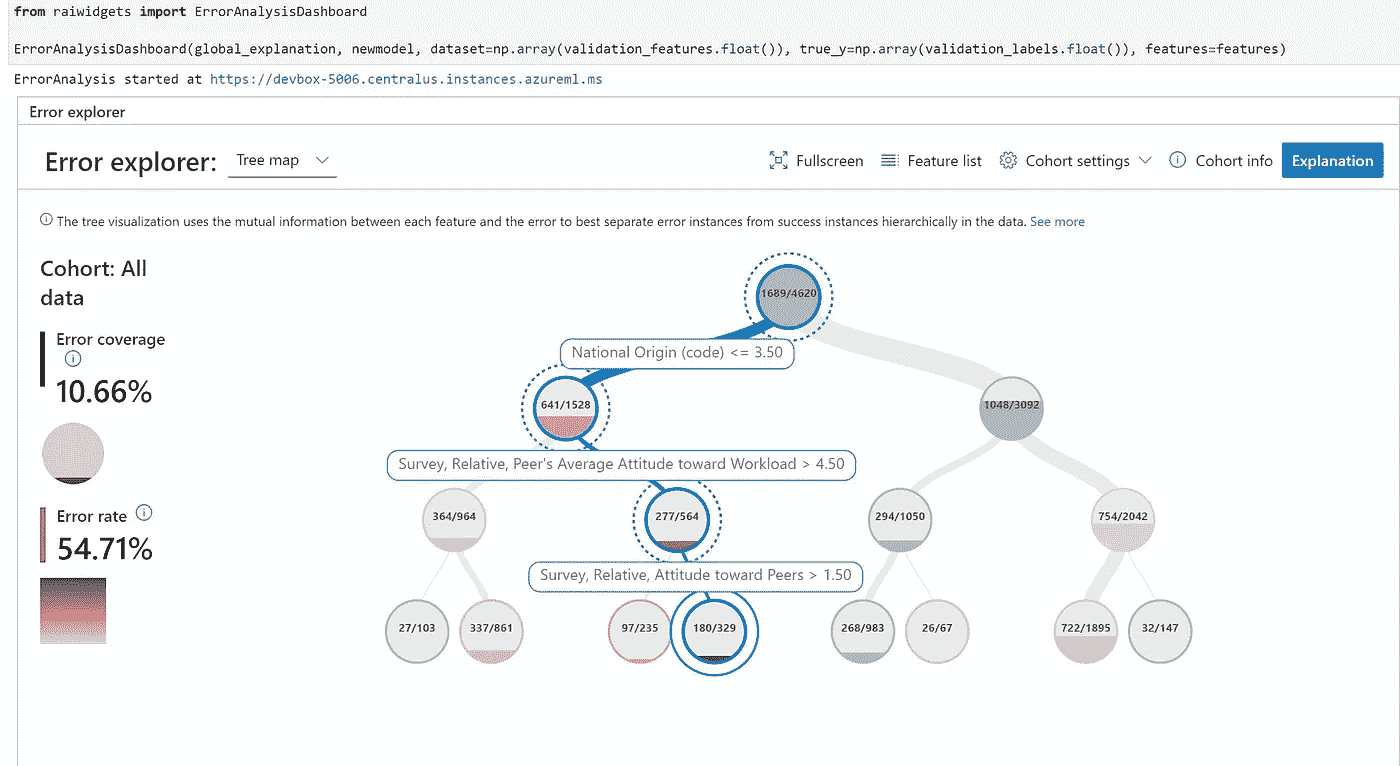 from raiwidgets import ErrorAnalysisDashboard
ErrorAnalysisDashboard(global_explanation, newmodel, dataset=np.array(validation_features.float()), true_y=np.array(validation_labels.float()), features=features)
ErrorAnalysis started at https://devbox-5006.centralus.instances.azureml.ms
Error explorer
Error explorer: Tree map
Fullscreen Feature list Cohort settings Cohort info Explanation
The tree visualization uses the mutual information between each feature and the error to best separate error instances from success instances hierarchically in the data. See more
Cohort: All
data
Error coverage
10.66%
Error rate
54.71%
1689/4620
National Origin (code) <= 3.50
641/1528
1048/3092
Survey, Relative, Peer's Average Attitude toward Workload > 4.50
364/964
277/564
294/1050
754/2042
Survey, Relative, Attitude toward Peers > 1.50
27/103
337/861
97/235
180/329
268/983
26/67
722/1895
32/147